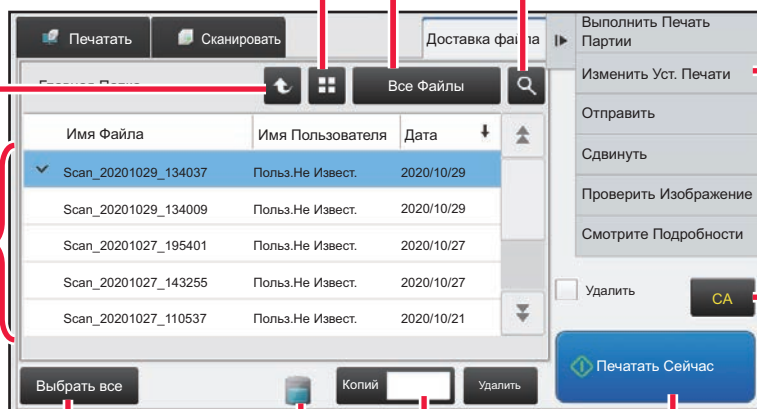 Печатать
Сканировать
Доставка файла
Все Файлы
Имя Файла Имя Пользователя Дата
Scan_20201029_134037 Польз.Не Извест. 2020/10/29
Scan_20201029_134009 Польз.Не Извест. 2020/10/29
Scan_20201027_195401 Польз.Не Извест. 2020/10/27
Scan_20201027_143255 Польз.Не Извест. 2020/10/27
Scan_20201027_110537 Польз.Не Извест. 2020/10/21
Выбрать все
Копий
Удалить
Выполнить Печать
Партии
Изменить Уст. Печати
Отправить
Сдвинуть
Проверить Изображение
Смотрите Подробности
Удалить
CA
Печатать Сейчас